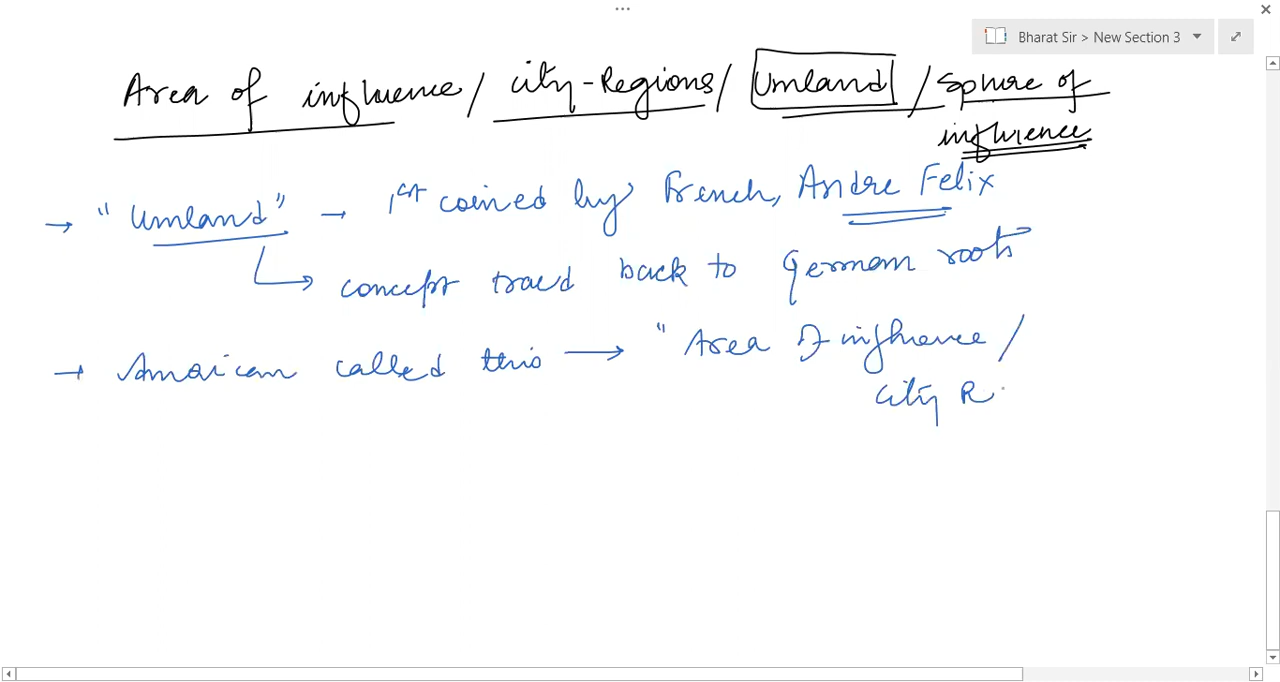 Bharat Sir > New Section 3
Area of influence / city-Regions / Umland / Sphere of
influence
→ "Umland" → 1st coined by French, Andre Felix
concept traed back to German roots
→ American called this → "Area of influence /
city R